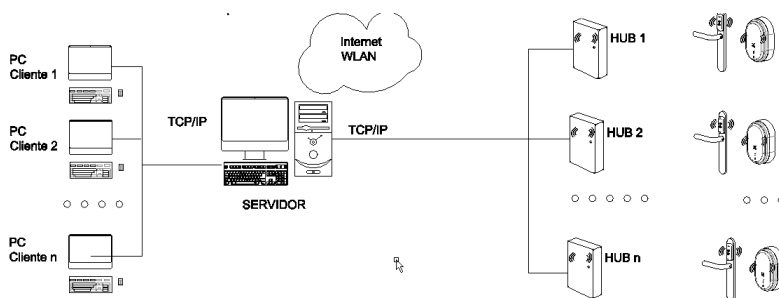 PC
Cliente 1
PC
Cliente 2
PC
Cliente n
TCP/IP
SERVIDOR
Internet
WLAN
TCP/IP
HUB 1
HUB 2
HUB n